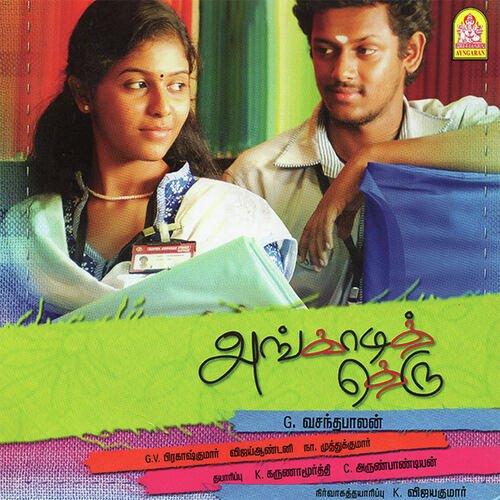 AYNGARAN
அங்காடித்
தெரு
G. வசந்தபாலன்
G.V. பிரகாஷ்குமார் விஜய்ஆண்டனி நா. முத்துக்குமார்
தயாரிப்பு K. கருணாமூர்த்தி C. அருண்பாண்டியன்
நிர்வாகத்தயாரிப்பு K. விஜயகுமார்